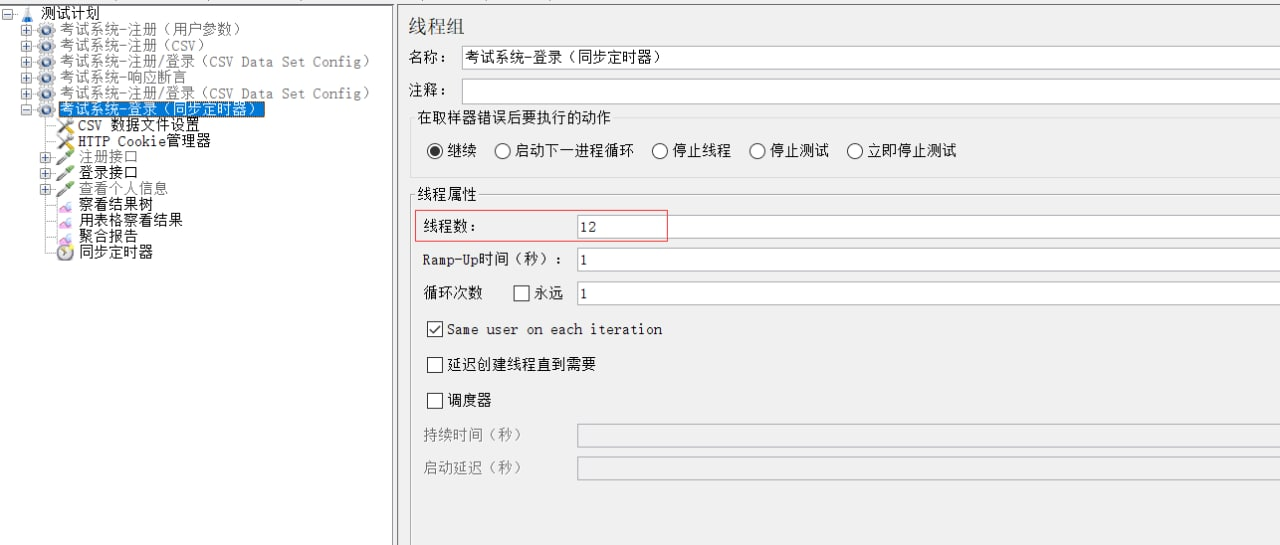 测试计划
考试系统-注册（用户参数）
考试系统-注册（CSV）
考试系统-注册/登录（CSV Data Set Config）
考试系统-响应断言
考试系统-注册/登录（CSV Data Set Config）
考试系统-登录（同步定时器）
CSV 数据文件设置
HTTP Cookie管理器
注册接口
登录接口
查看个人信息
察看结果树
用表格察看结果
聚合报告
同步定时器
线程组
名称： 考试系统-登录（同步定时器）
注释：
在取样器错误后要执行的动作
继续 启动下一进程循环 停止线程 停止测试 立即停止测试
线程属性
线程数： 12
Ramp-Up时间（秒）： 1
循环次数 永远 1
Same user on each iteration
延迟创建线程直到需要
调度器
持续时间（秒）
启动延迟（秒）